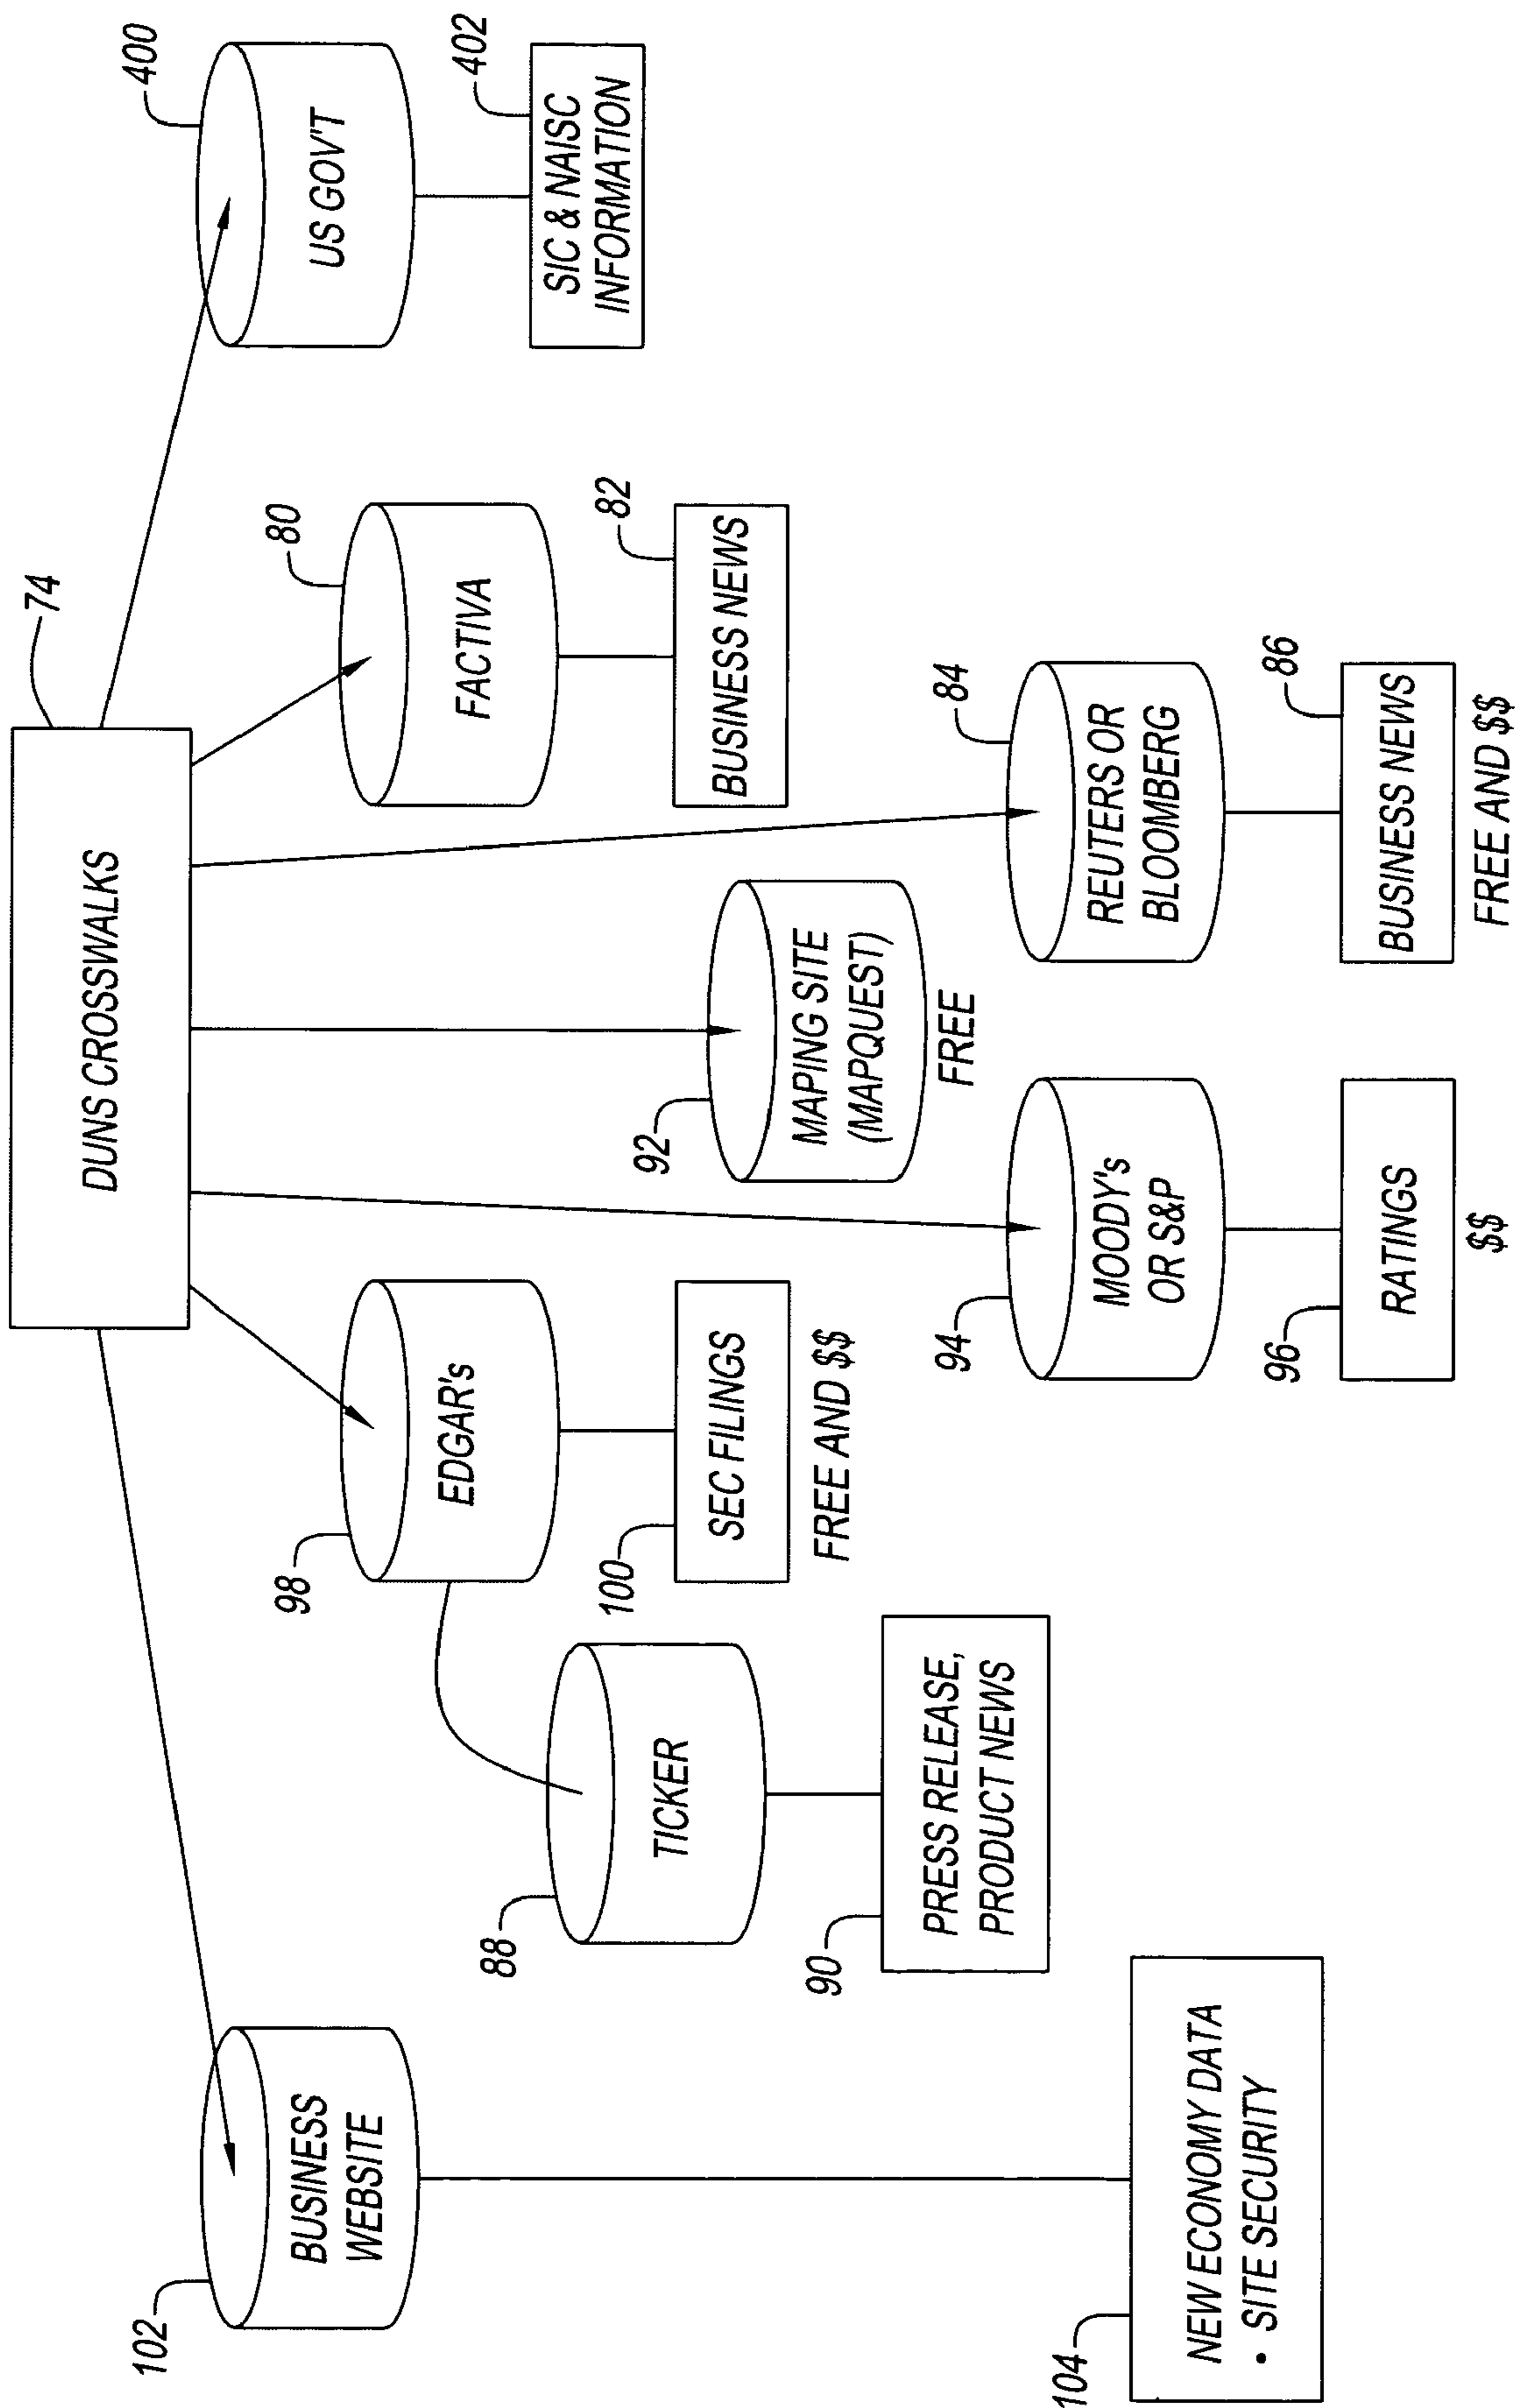 DUNS CROSSWALKS
74
400
US GOV'T
402
SIC & NAISC
INFORMATION
102
BUSINESS
WEBSITE
98
EDGAR's
80
FACTIVA
88
TICKER
100
SEC FILINGS
FREE AND $$
92
MAPING SITE
(MAPQUEST)
FREE
82
BUSINESS NEWS
90
PRESS RELEASE,
PRODUCT NEWS
94
MOODY's
OR S&P
84
REUTERS OR
BLOOMBERG
104
NEW ECONOMY DATA
• SITE SECURITY
96
RATINGS
$$
86
BUSINESS NEWS
FREE AND $$